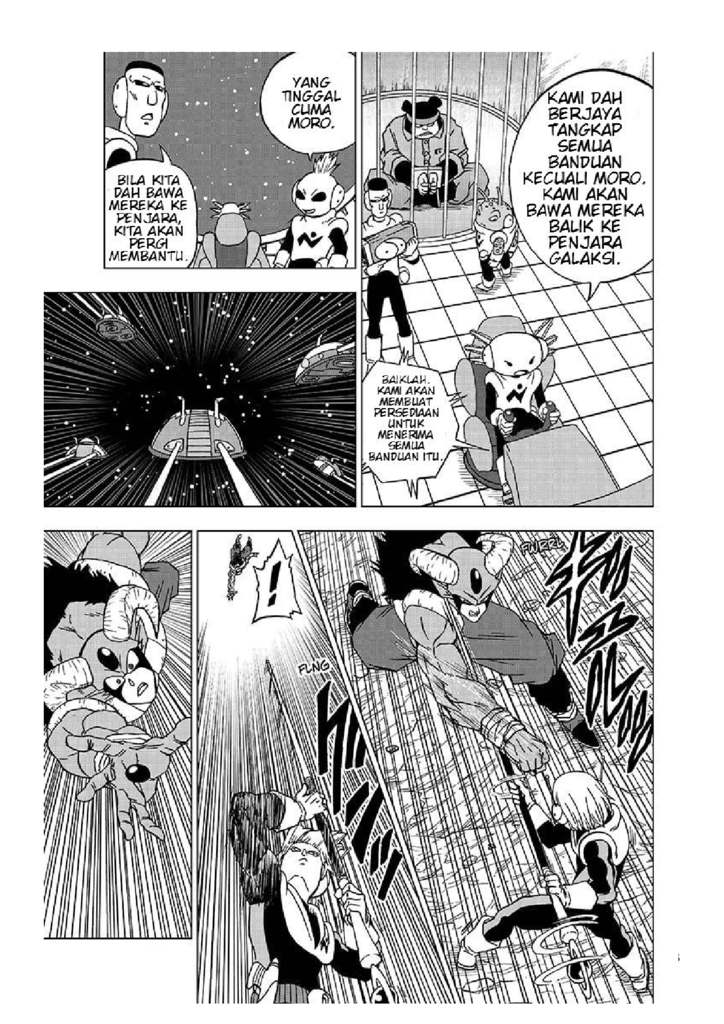 KAMI DAH
BERJAYA
TANGKAP
SEMUA
BANDUAN
KECUALI MORO.
KAMI AKAN
BAWA MEREKA
BALIK KE
PENJARA
GALAKSI.
BAIKLAH.
KAMI AKAN
MEMBUAT
PERSEDIAAN
UNTUK
MENERIMA
SEMUA
BANDUAN ITU.
YANG
TINGGAL
CUMA
MORO.
BILA KITA
DAH BAWA
MEREKA KE
PENJARA,
KITA AKAN
PERGI
MEMBANTU.
FWRRL
!
FLNG